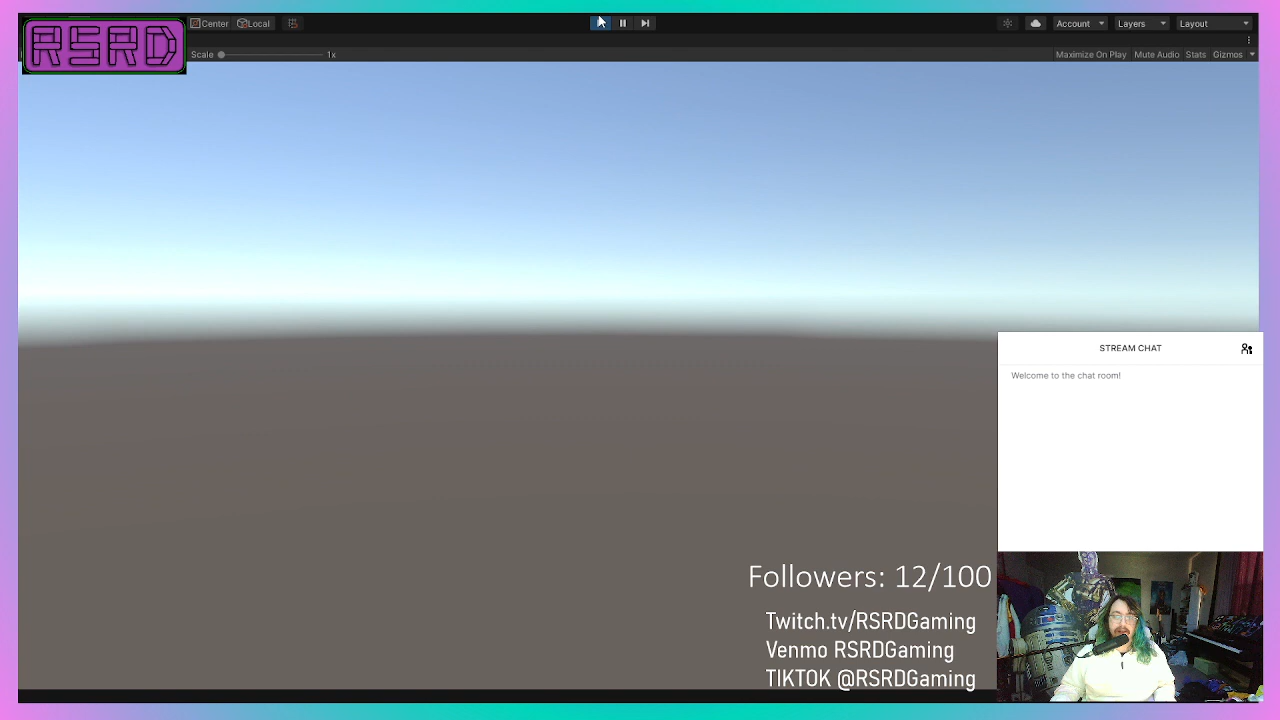 RSRD
Center Local
Account Layers Layout
Scale 1x
Maximize On Play Mute Audio Stats Gizmos
STREAM CHAT
Welcome to the chat room!
Followers: 12/100
Twitch.tv/RSRDGaming
Venmo RSRDGaming
TIKTOK @RSRDGaming